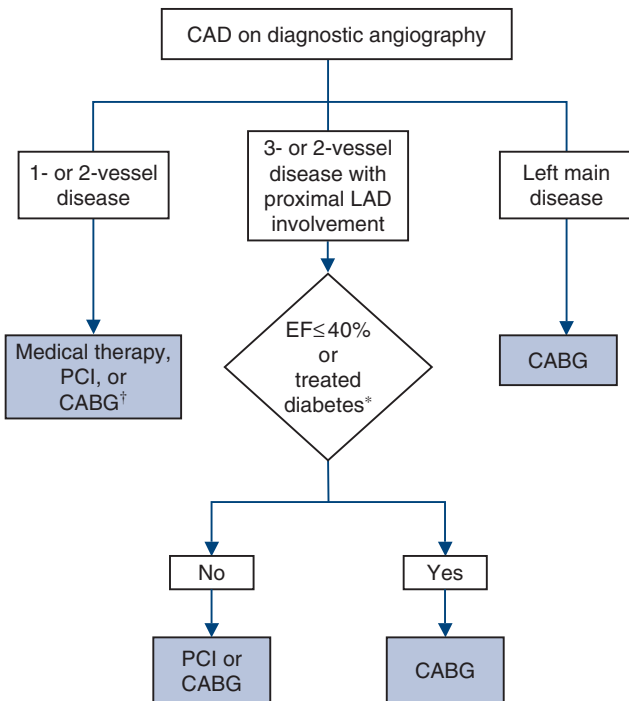 CAD on diagnostic angiography
1- or 2-vessel
disease
3- or 2-vessel
disease with
proximal LAD
involvement
Left main
disease
Medical therapy,
PCI, or
CABG†
EF≤40%
or
treated
diabetes*
CABG
No
Yes
PCI or
CABG
CABG